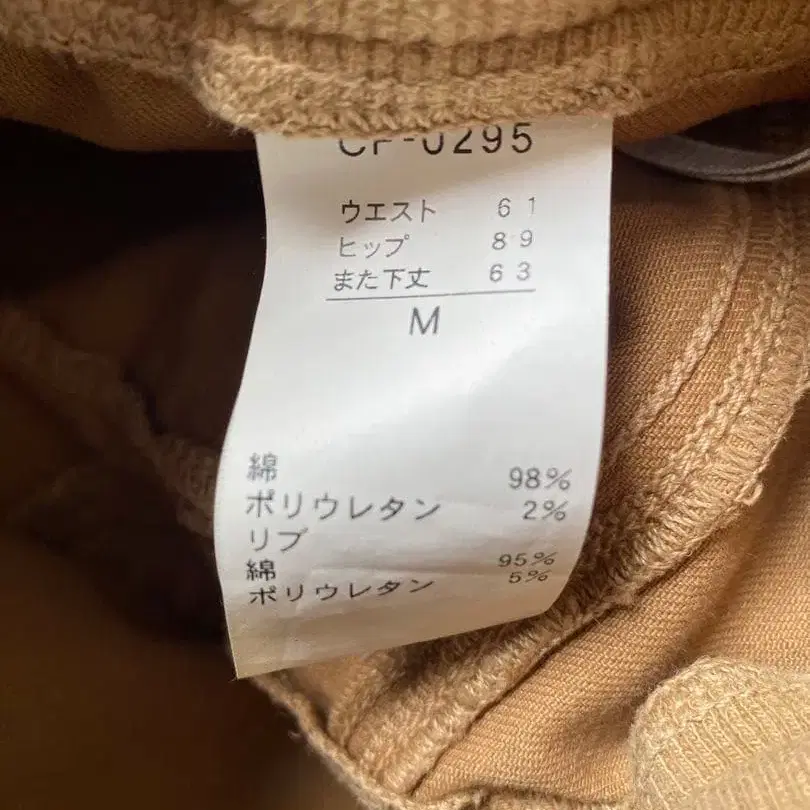 CP-0295
ウエスト 61
ヒップ 89
また下丈 63
M
綿 98%
ポリウレタン 2%
リブ
綿 95%
ポリウレタン 5%